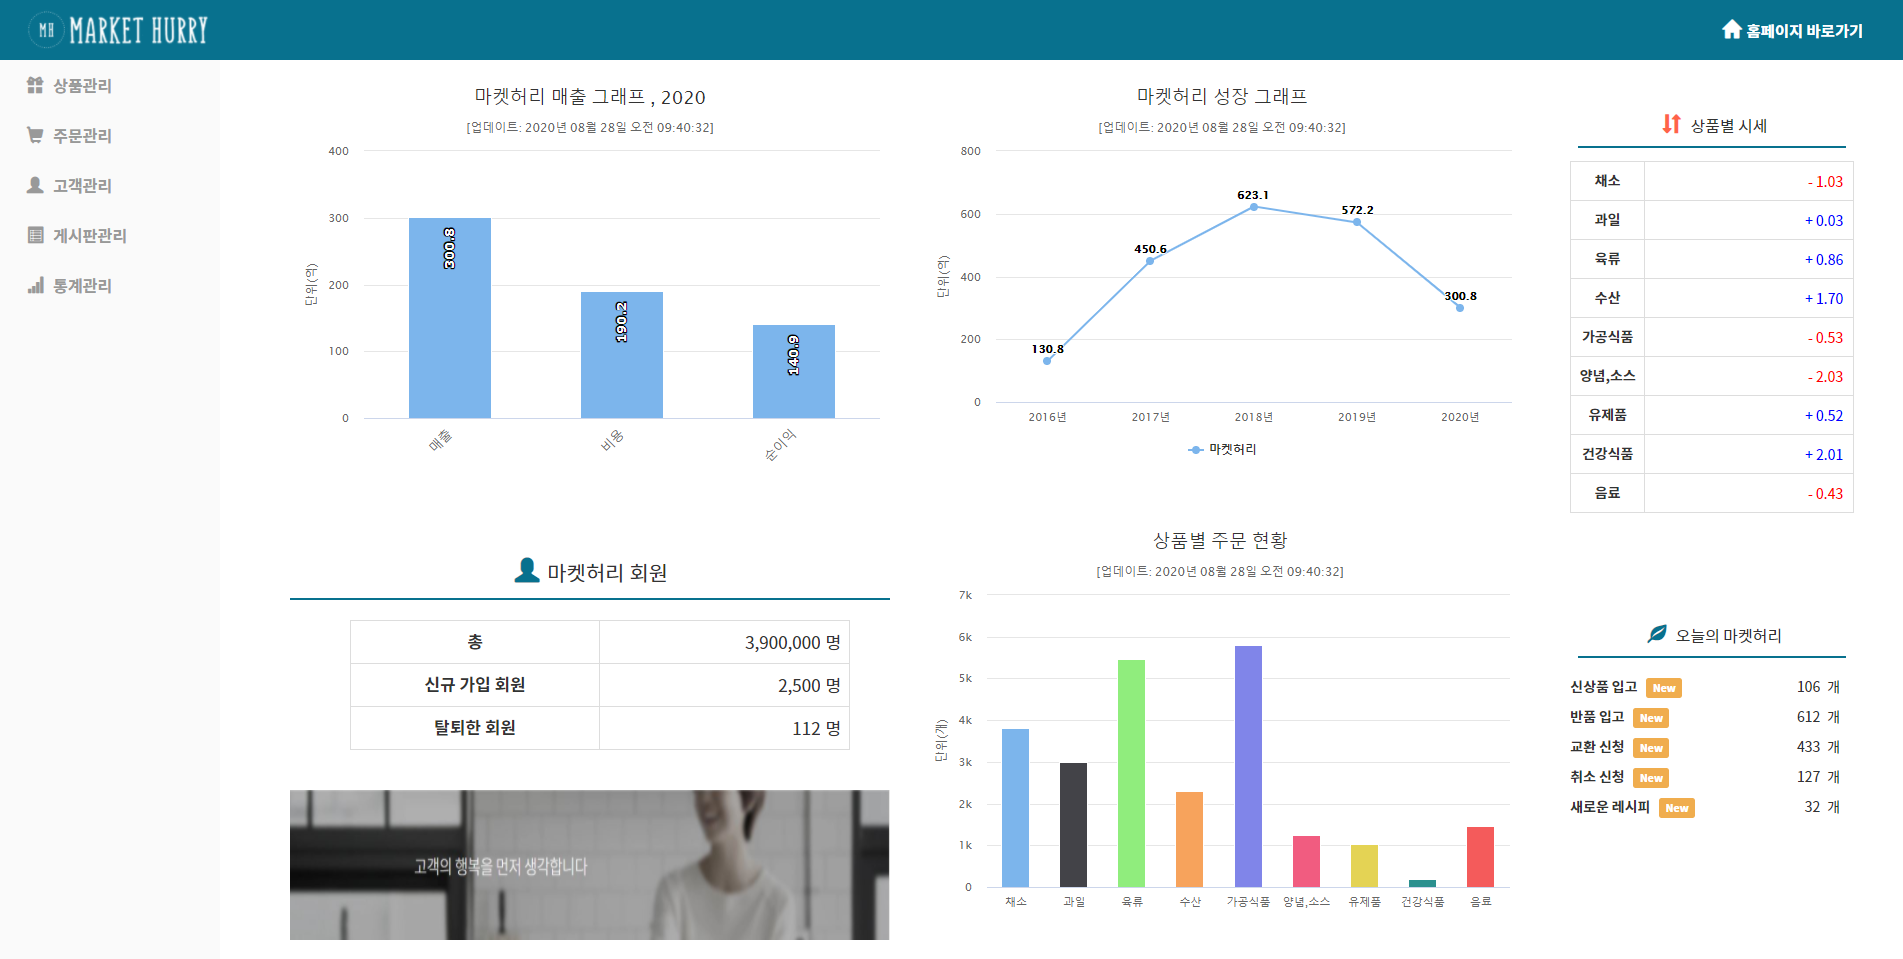 MH MARKET HURRY
홈페이지 바로가기
상품관리
주문관리
고객관리
게시판관리
통계관리
마켓허리 매출 그래프 , 2020
[업데이트: 2020년 08월 28일 오전 09:40:32]
단위(억)
400
300
200
100
0
300.8
190.2
140.9
매출
비용
순이익
마켓허리 성장 그래프
[업데이트: 2020년 08월 28일 오전 09:40:32]
단위(억)
800
600
400
200
0
130.8
450.6
623.1
572.2
300.8
2016년
2017년
2018년
2019년
2020년
마켓허리
상품별 시세
채소 - 1.03
과일 + 0.03
육류 + 0.86
수산 + 1.70
가공식품 - 0.53
양념,소스 - 2.03
유제품 + 0.52
건강식품 + 2.01
음료 - 0.43
마켓허리 회원
총 3,900,000 명
신규 가입 회원 2,500 명
탈퇴한 회원 112 명
고객의 행복을 먼저 생각합니다
상품별 주문 현황
[업데이트: 2020년 08월 28일 오전 09:40:32]
단위(개)
7k
6k
5k
4k
3k
2k
1k
0
채소
과일
육류
수산
가공식품
양념,소스
유제품
건강식품
음료
오늘의 마켓허리
신상품 입고 New 106 개
반품 입고 New 612 개
교환 신청 New 433 개
취소 신청 New 127 개
새로운 레시피 New 32 개